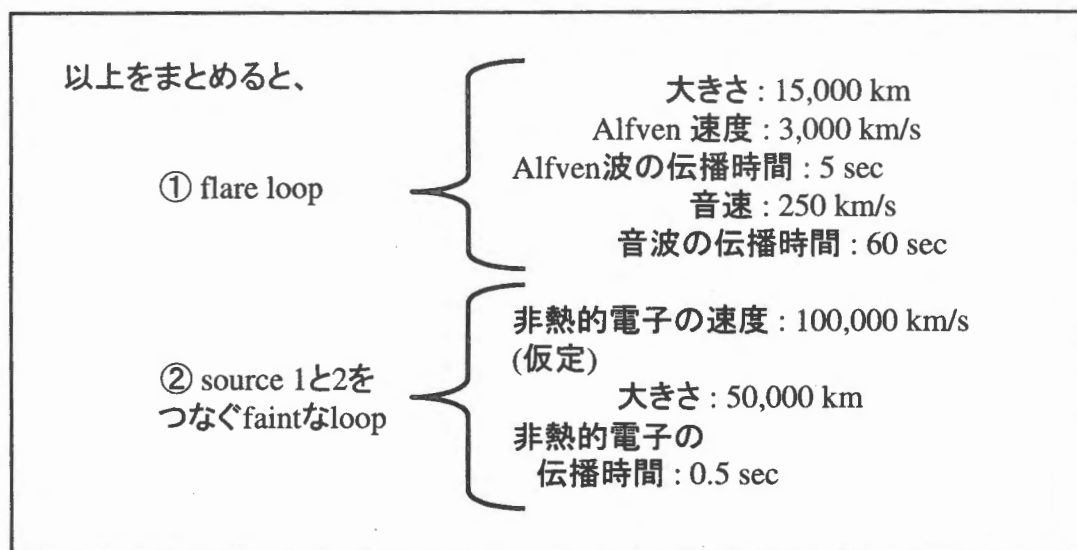 以上をまとめると、
① flare loop
大きさ : 15,000 km
Alfven 速度 : 3,000 km/s
Alfven波の伝播時間 : 5 sec
音速 : 250 km/s
音波の伝播時間 : 60 sec
② source 1と2を
つなぐfaintなloop
非熱的電子の速度 : 100,000 km/s
(仮定)
大きさ : 50,000 km
非熱的電子の
伝播時間 : 0.5 sec